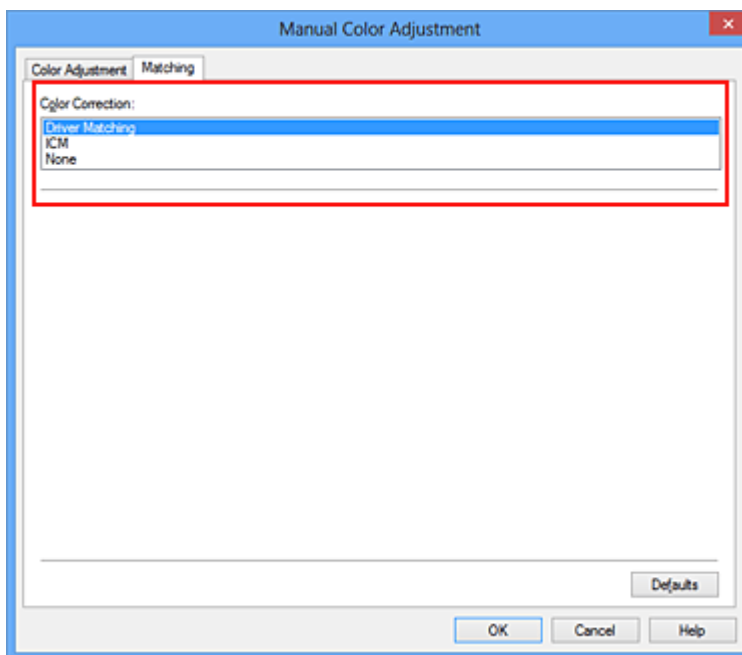 Manual Color Adjustment
Color Adjustment Matching
Color Correction:
Driver Matching
ICM
None
Defaults
OK Cancel Help